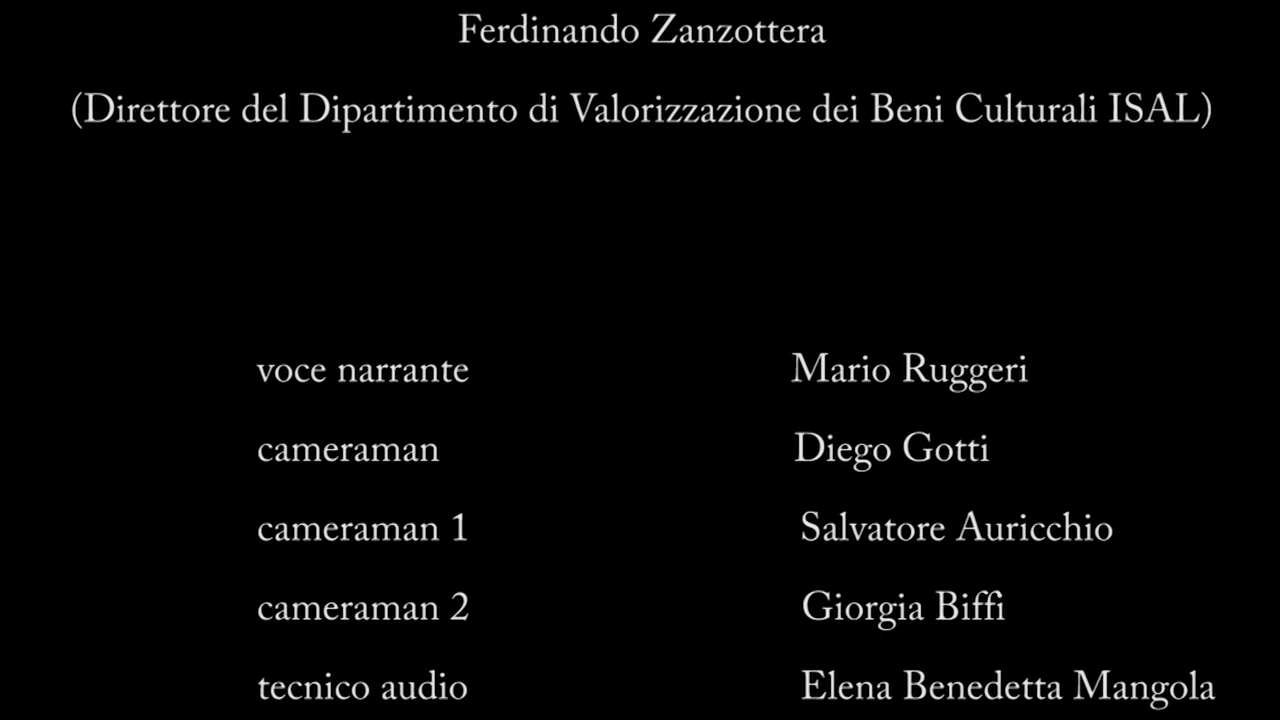 Ferdinando Zanzottera
(Direttore del Dipartimento di Valorizzazione dei Beni Culturali ISAL)
voce narrante Mario Ruggeri
cameraman Diego Gotti
cameraman 1 Salvatore Auricchio
cameraman 2 Giorgia Biffi
tecnico audio Elena Benedetta Mangola